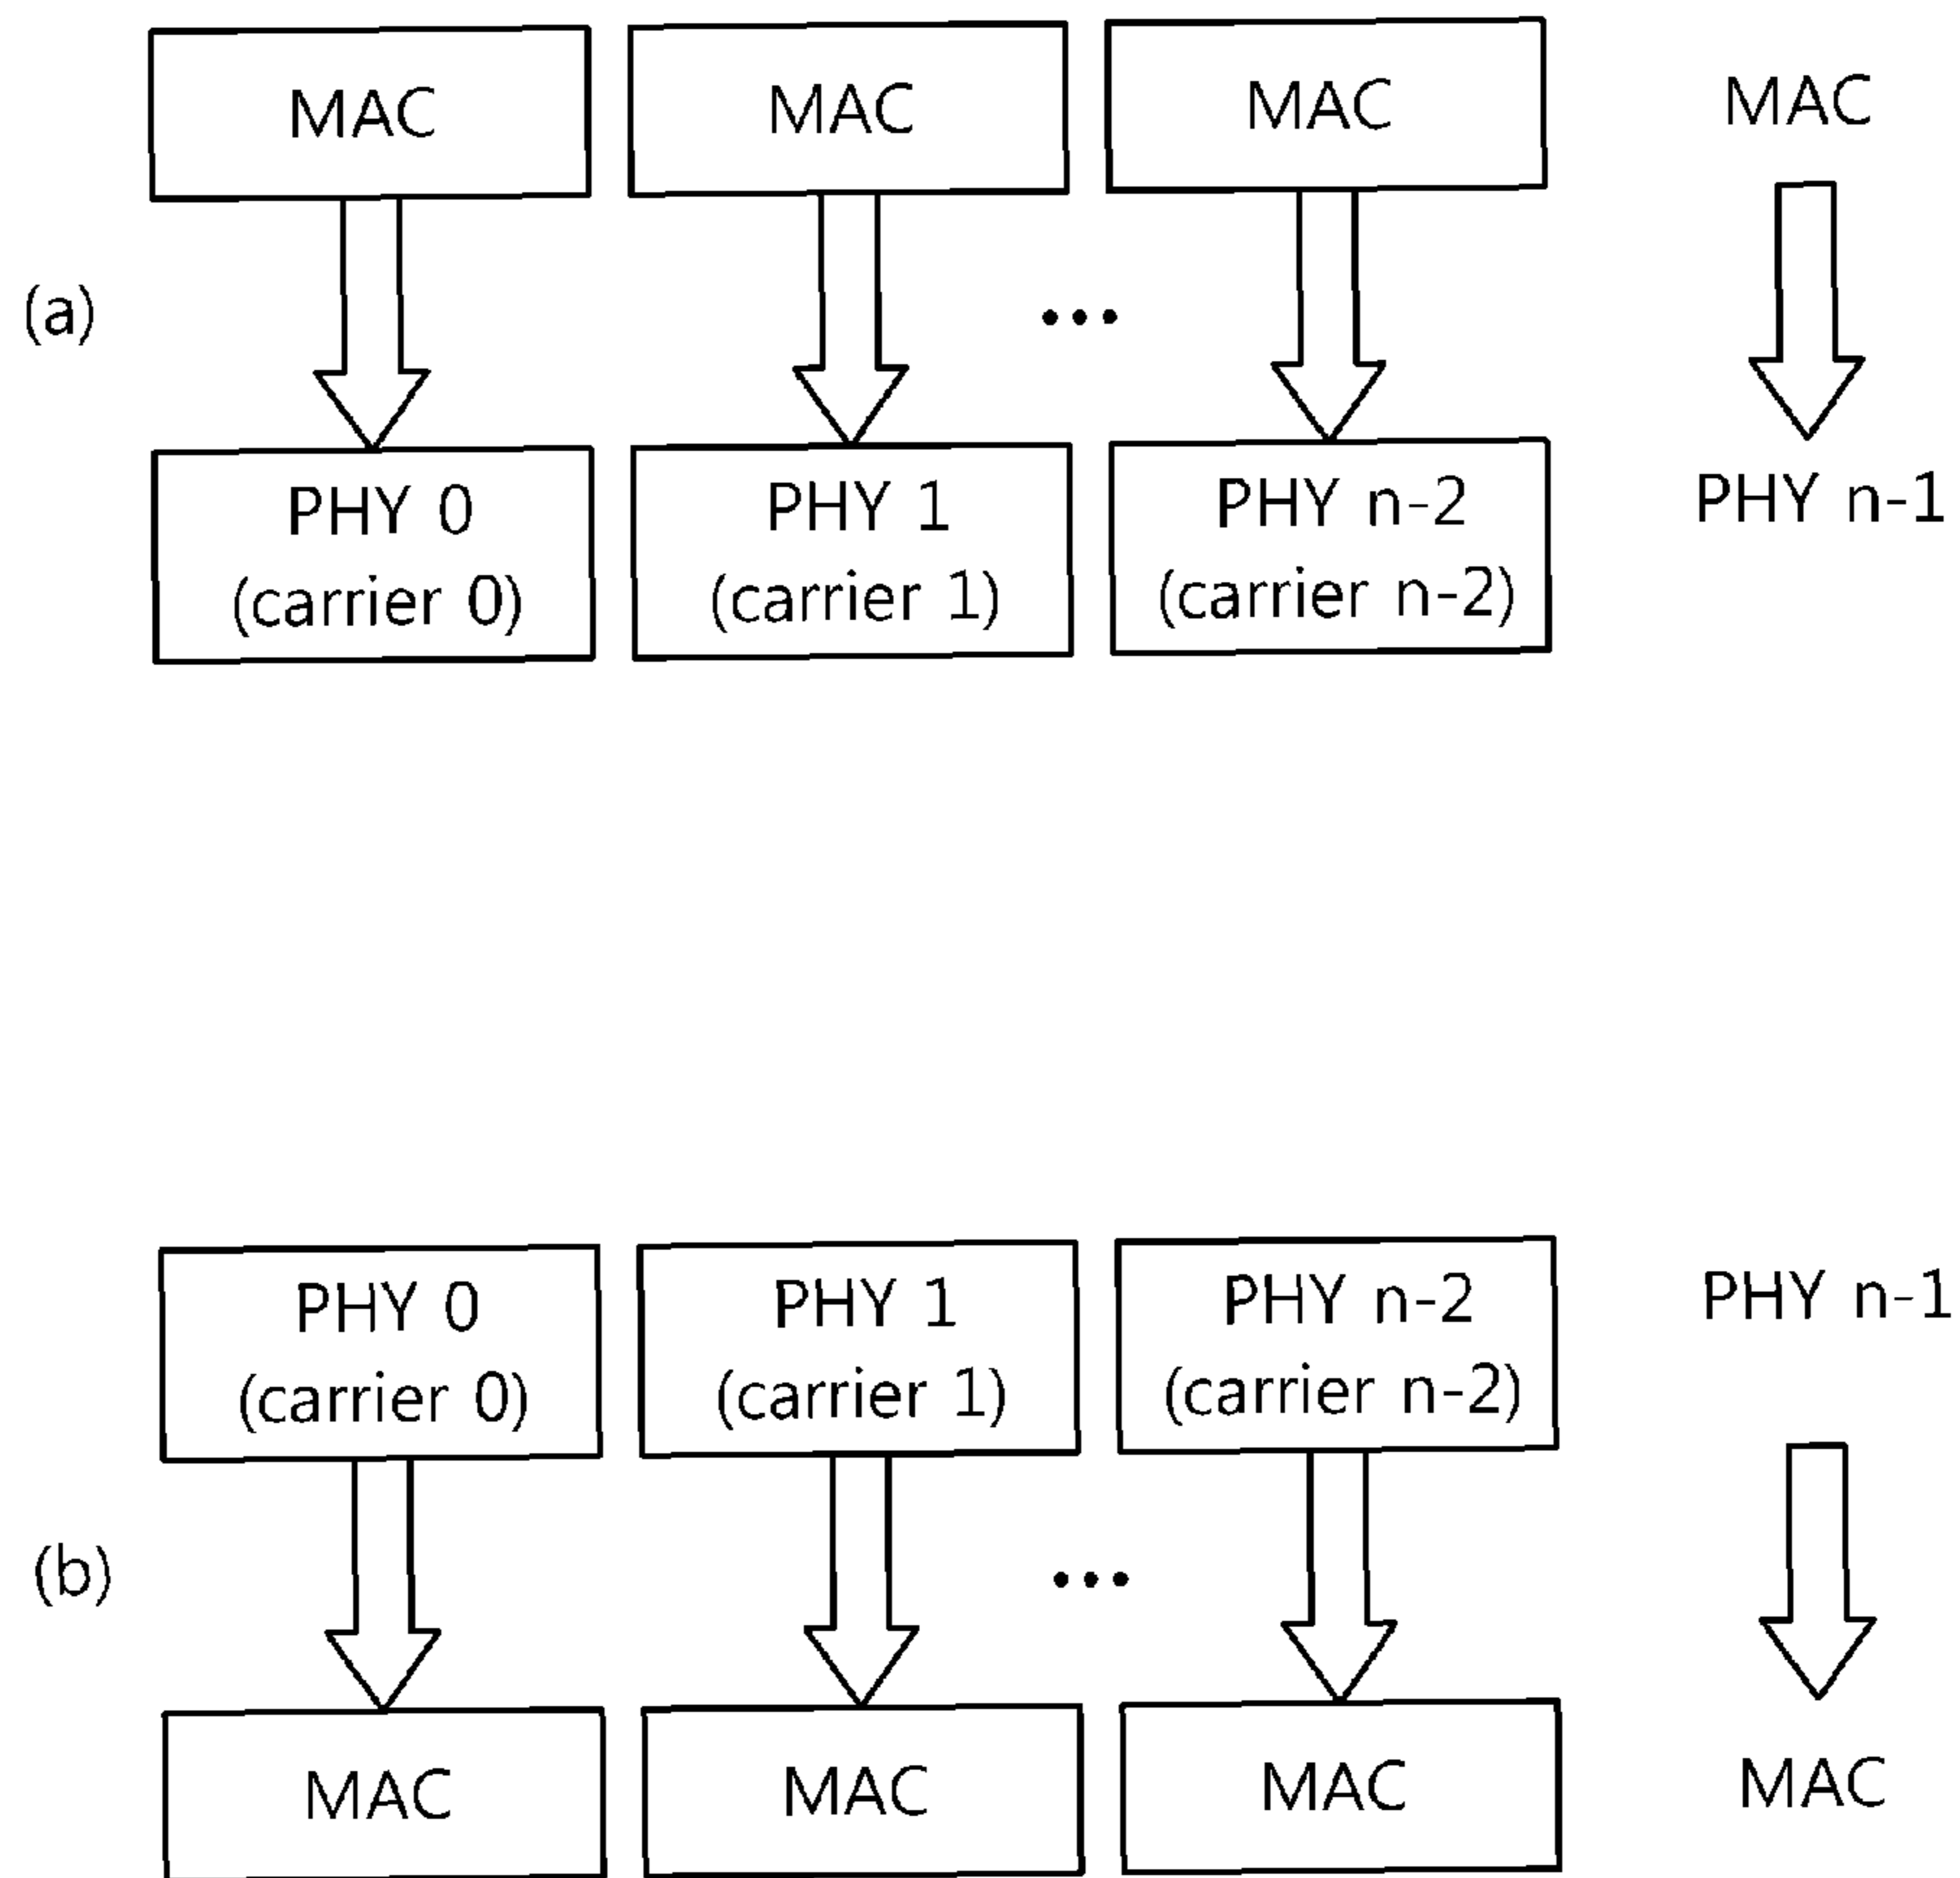 MAC MAC MAC MAC
(a)
PHY 0 PHY 1 PHY n-2 PHY n-1
(carrier 0) (carrier 1) (carrier n-2)
PHY 0 PHY 1 PHY n-2 PHY n-1
(carrier 0) (carrier 1) (carrier n-2)
(b)
MAC MAC MAC MAC